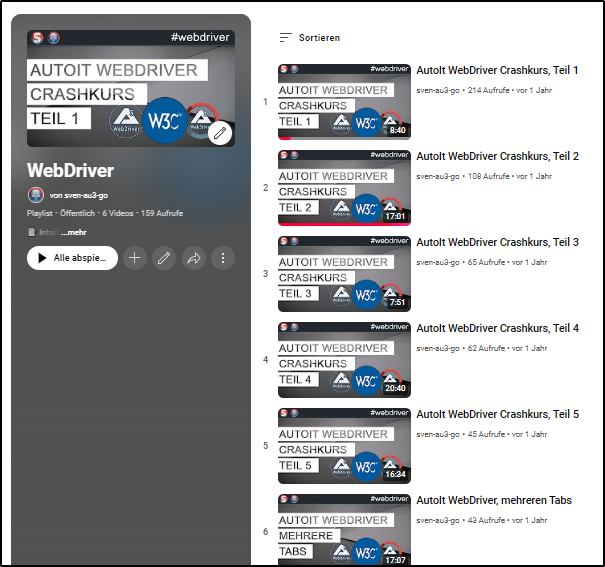 #webdriver
AUTOIT WEBDRIVER
CRASHKURS
TEIL 1
WebDriver
W3C
WebDriver
von sven-au3-go
Playlist · Öffentlich · 6 Videos · 159 Aufrufe
Inhal ...mehr
Alle abspie...
Sortieren
1
#webdriver
AUTOIT WEBDRIVER
CRASHKURS
TEIL 1
W3C
8:40
AutoIt WebDriver Crashkurs, Teil 1
sven-au3-go • 214 Aufrufe • vor 1 Jahr
2
#webdriver
AUTOIT WEBDRIVER
CRASHKURS
TEIL 2
W3C
17:01
AutoIt WebDriver Crashkurs, Teil 2
sven-au3-go • 108 Aufrufe • vor 1 Jahr
3
#webdriver
AUTOIT WEBDRIVER
CRASHKURS
TEIL 3
W3C
7:51
AutoIt WebDriver Crashkurs, Teil 3
sven-au3-go • 65 Aufrufe • vor 1 Jahr
4
#webdriver
AUTOIT WEBDRIVER
CRASHKURS
TEIL 4
W3C
20:40
AutoIt WebDriver Crashkurs, Teil 4
sven-au3-go • 62 Aufrufe • vor 1 Jahr
5
#webdriver
AUTOIT WEBDRIVER
CRASHKURS
TEIL 5
W3C
16:34
AutoIt WebDriver Crashkurs, Teil 5
sven-au3-go • 45 Aufrufe • vor 1 Jahr
6
#webdriver
AUTOIT WEBDRIVER
MEHRERE
TABS
W3C
17:07
AutoIt WebDriver, mehreren Tabs
sven-au3-go • 43 Aufrufe • vor 1 Jahr